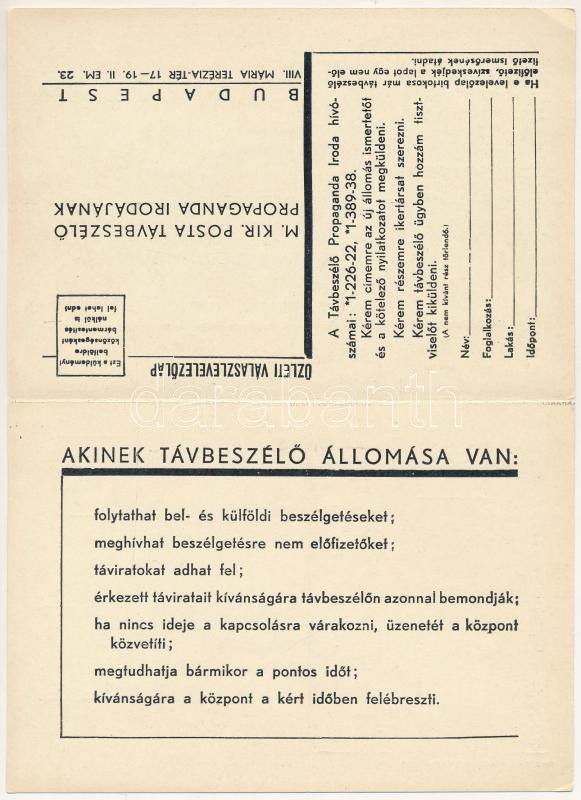 ÜZLETI VÁLASZLEVELEZŐLAP
Ezt a küldeményt
belföldre
közönségesként
bérmentesítés
nélkül is
fel lehet adni
M. KIR. POSTA TÁVBESZÉLŐ
PROPAGANDA IRODÁJÁNAK
BUDAPEST
VIII. MÁRIA TERÉZIA-TÉR 17—19. II. EM. 23.
A Távbeszélő Propaganda Iroda hívó-
számai: *1-226-22, *1-389-38.
Kérem címemre az új állomás ismertetőt
és a kötelező nyilatkozatot megküldeni.
Kérem részemre ikertársat szerezni.
Kérem távbeszélő ügyben hozzám tiszt-
viselőt kiküldeni.
(A nem kívánt rész törlendő.)
Név:
Foglalkozás:
Lakás:
Időpont:
Ha e levelezőlap birtokosa már távbeszélő
előfizető, szíveskedjék a lapot egy nem elő-
fizető ismerősének átadni.
darabanth
AKINEK TÁVBESZÉLŐ ÁLLOMÁSA VAN:
folytathat bel- és külföldi beszélgetéseket;
meghívhat beszélgetésre nem előfizetőket;
táviratokat adhat fel;
érkezett táviratait kívánságára távbeszélőn azonnal bemondják;
ha nincs ideje a kapcsolásra várakozni, üzenetét a központ
közvetíti;
megtudhatja bármikor a pontos időt;
kívánságára a központ a kért időben felébreszti.